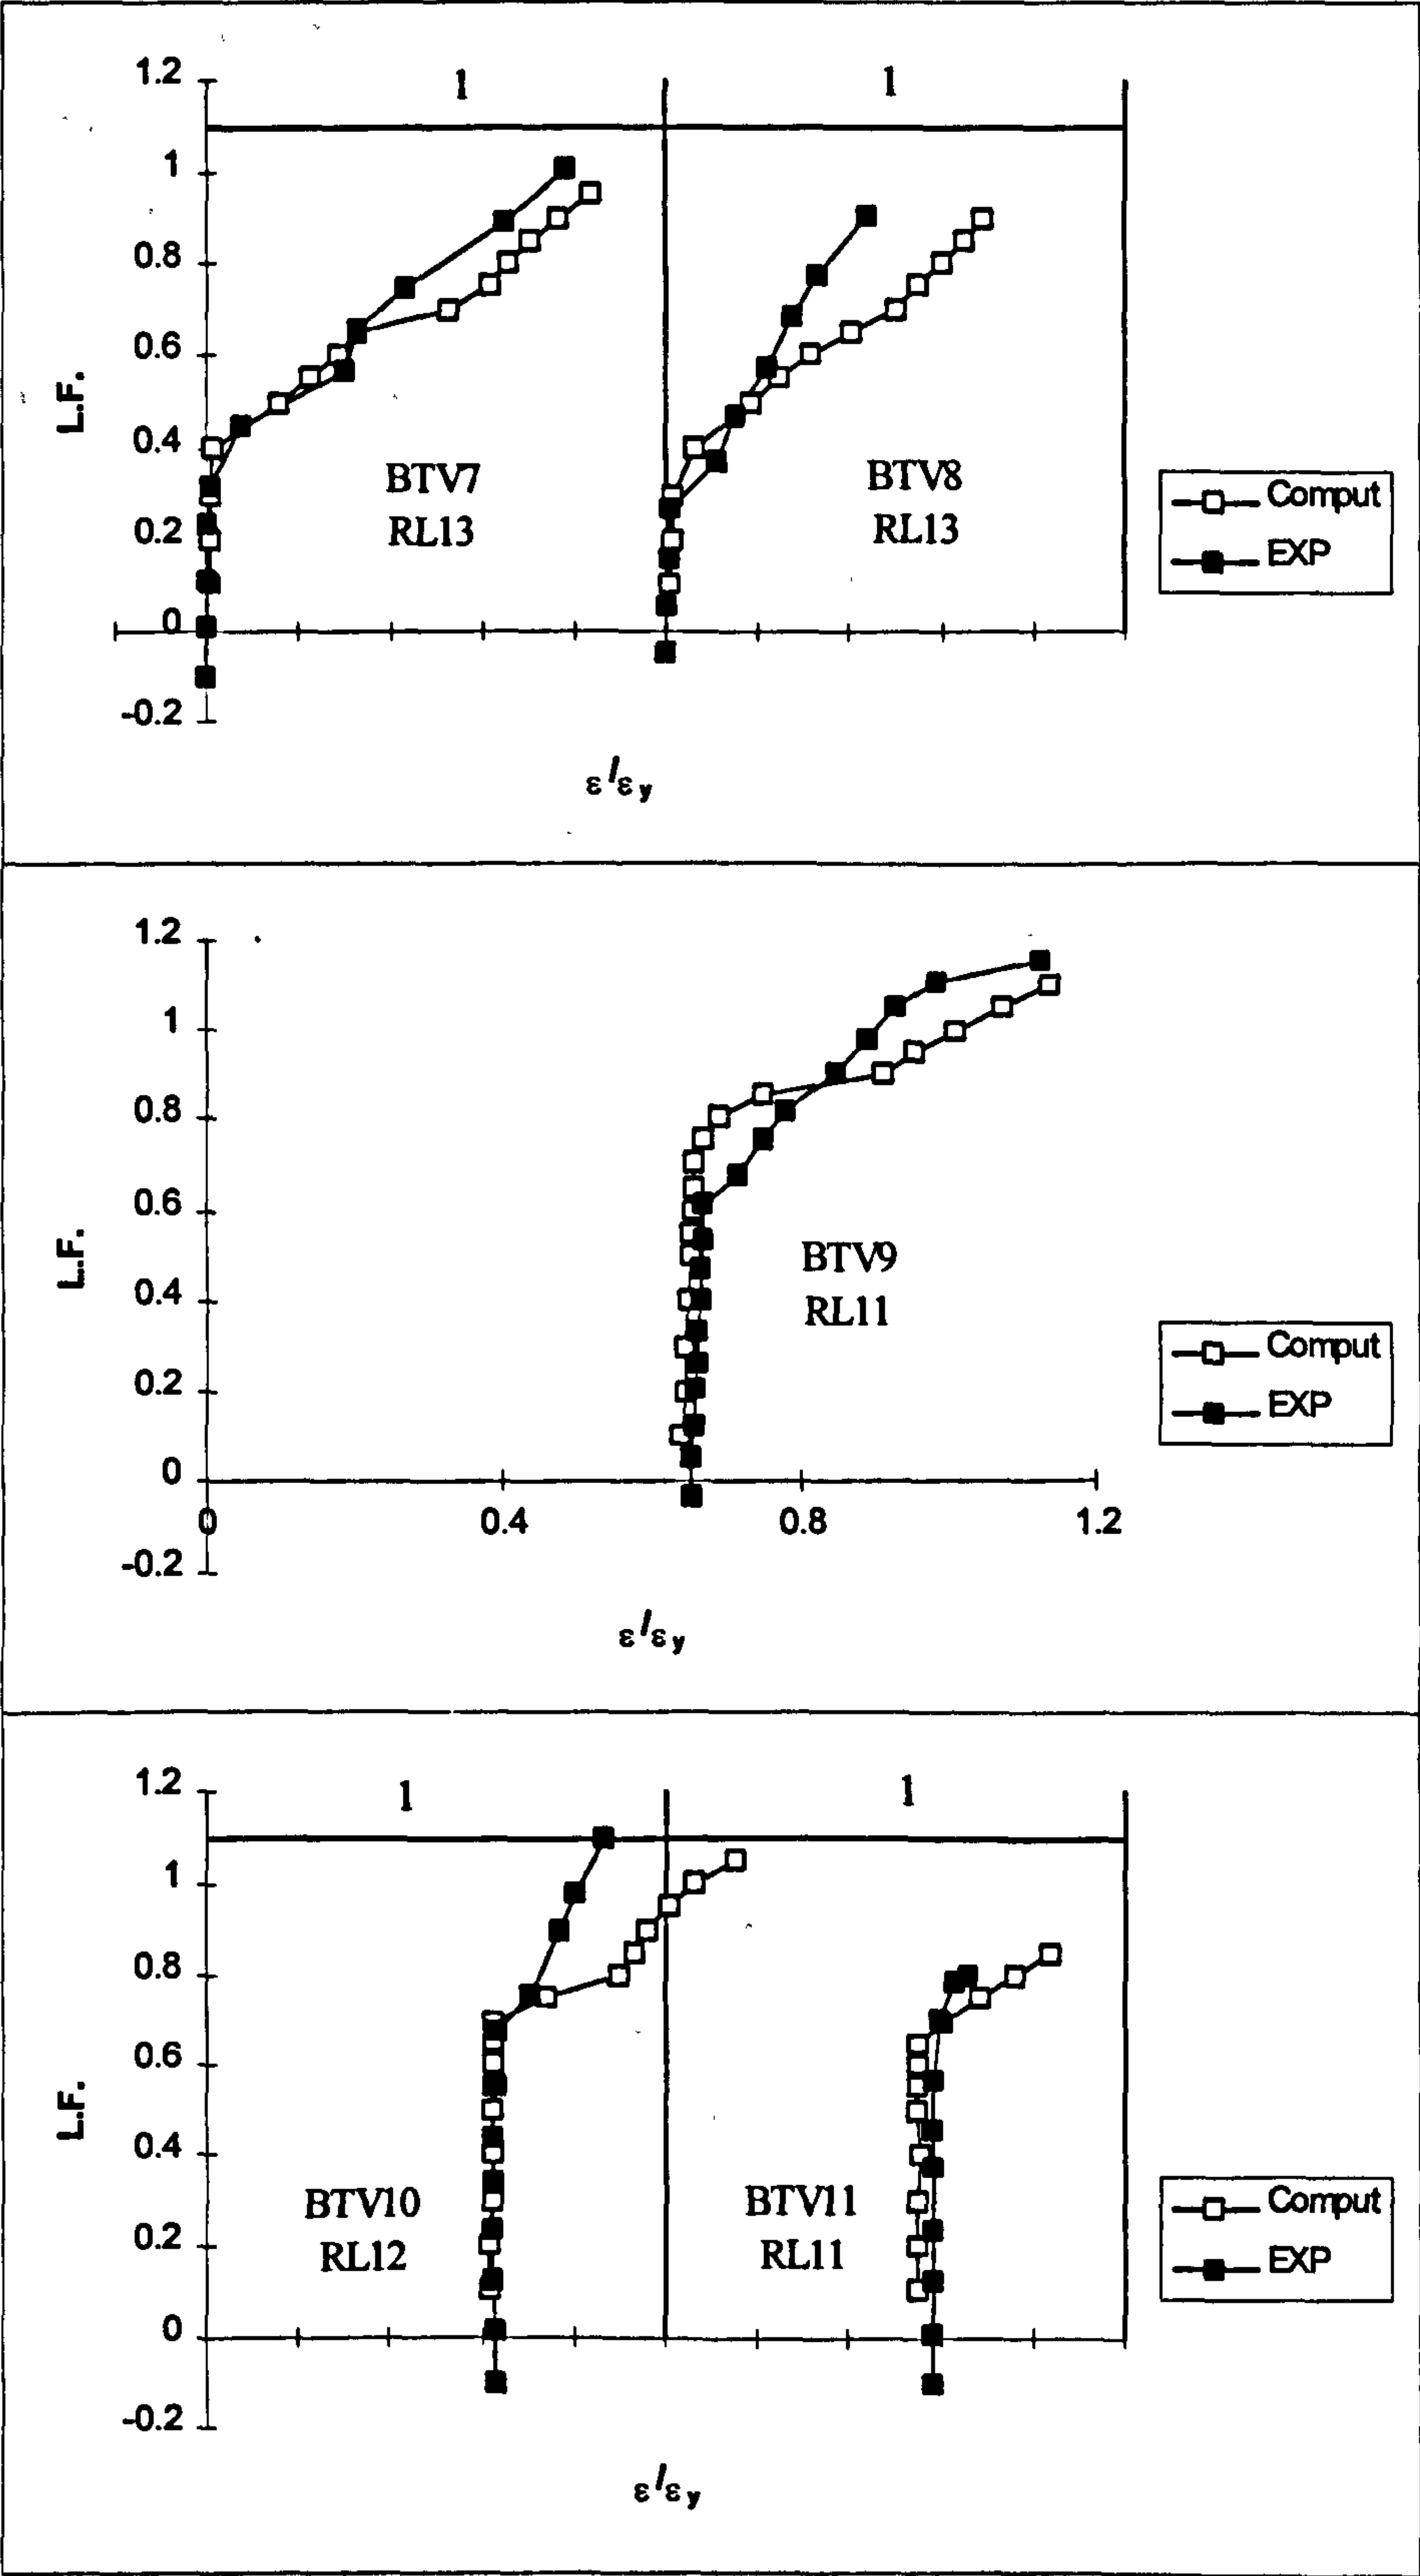 1.2
1
1
1
0.8
0.6
0.4
0.2
0
-0.2
L.F.
BTV7
RL13
BTV8
RL13
Comput
EXP
ε/εy
1.2
1
0.8
0.6
0.4
0.2
0
-0.2
L.F.
BTV9
RL11
0
0.4
0.8
1.2
Comput
EXP
ε/εy
1.2
1
1
1
0.8
0.6
0.4
0.2
0
-0.2
L.F.
BTV10
RL12
BTV11
RL11
Comput
EXP
ε/εy